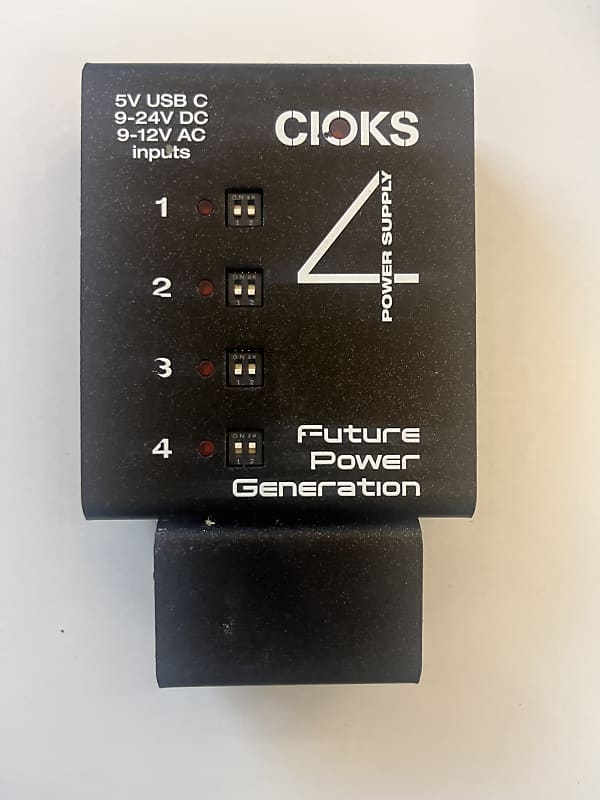 5V USB C
9-24V DC
9-12V AC
inputs
CIOKS
4
POWER SUPPLY
1
2
3
4
Future
Power
Generation